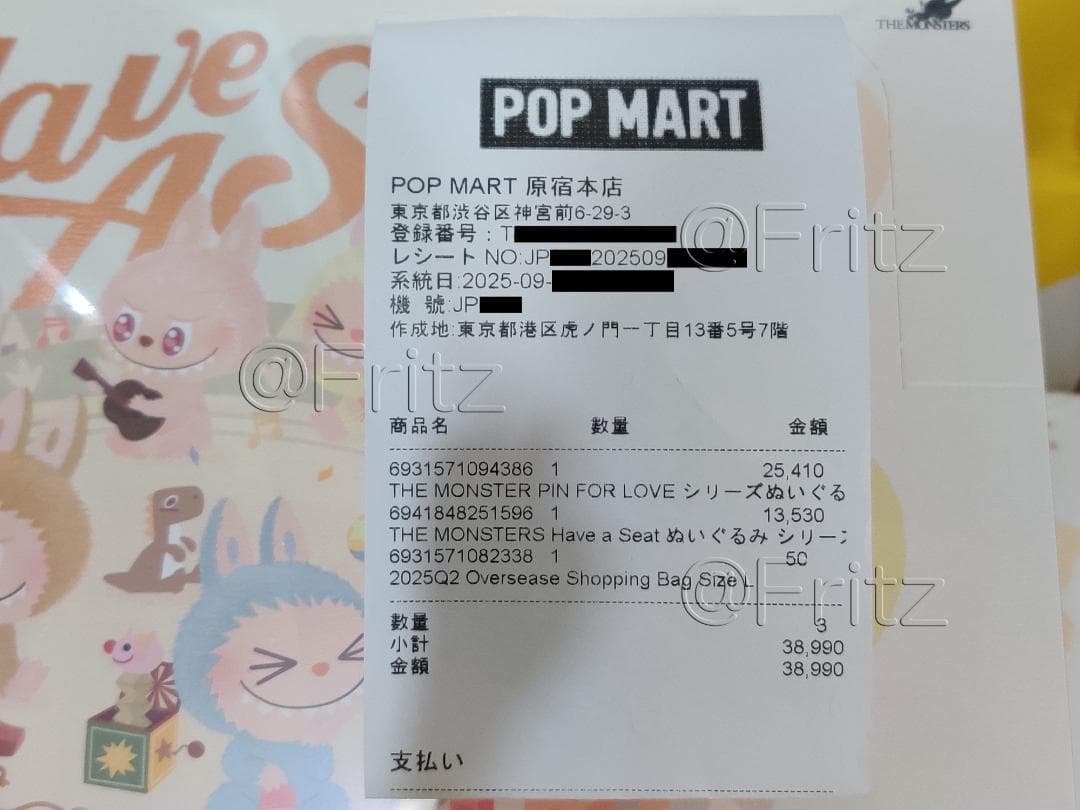 Have
A S
THE MONSTERS
POP MART
POP MART 原宿本店
東京都渋谷区神宮前6-29-3
登録番号：T
@Fritz
レシート NO:JP 202509
系統日:2025-09-
機 號:JP
作成地:東京都港区虎ノ門一丁目13番5号7階
@Fritz
商品名 数量 金額
6931571094386 1 25,410
THE MONSTER PIN FOR LOVE シリーズぬいぐる
6941848251596 1 13,530
THE MONSTERS Have a Seat ぬいぐるみ シリーズ
6931571082338 1 50
2025Q2 Oversease Shopping Bag Size L
@Fritz
数量 3
小計 38,990
金額 38,990
支払い